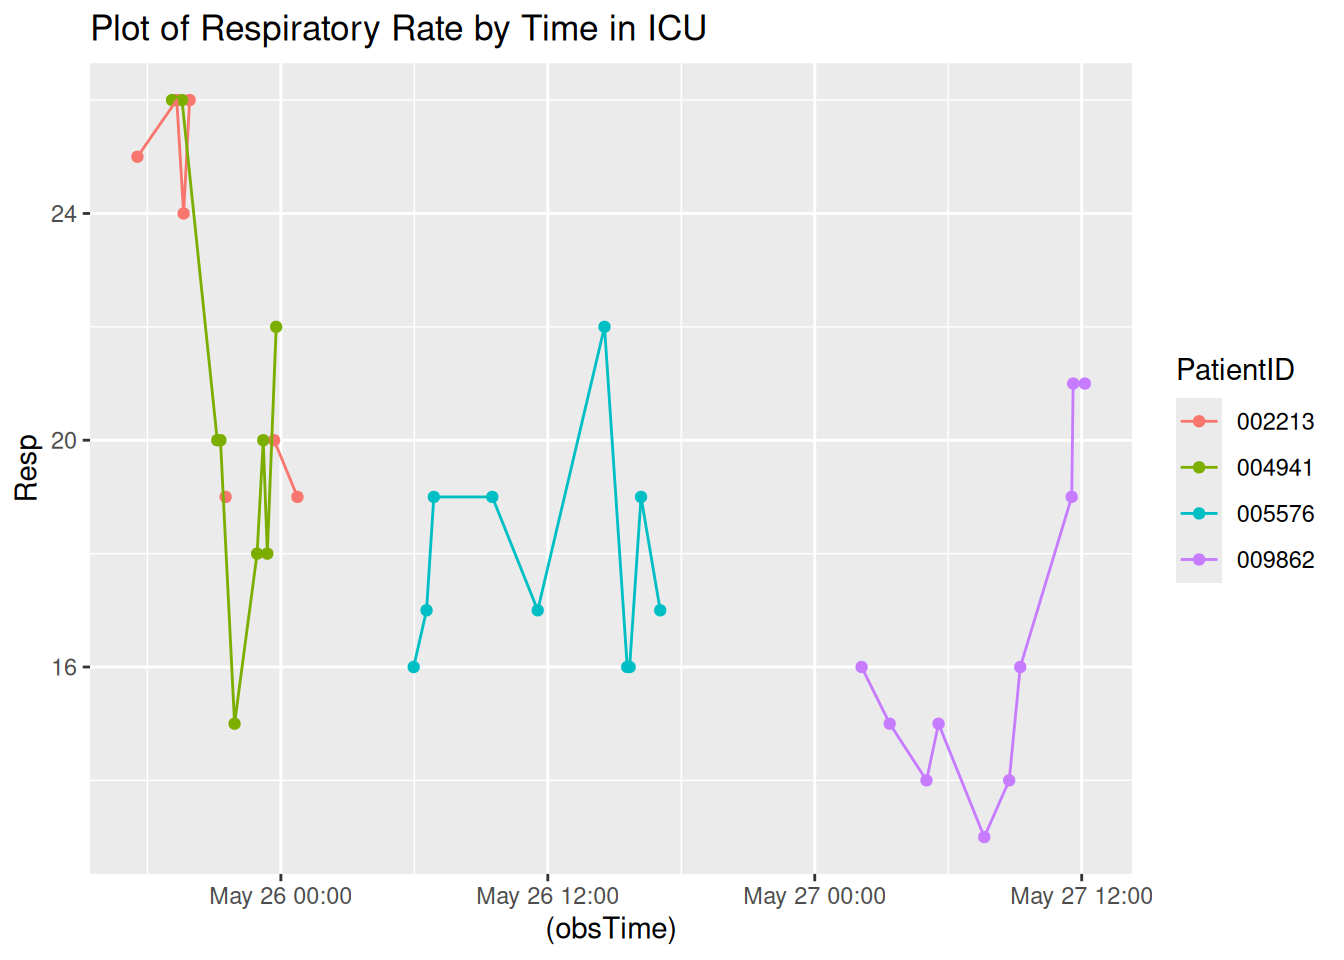 Plot of Respiratory Rate by Time in ICU
Resp
24
20
16
May 26 00:00
May 26 12:00
May 27 00:00
May 27 12:00
(obsTime)
PatientID
002213
004941
005576
009862